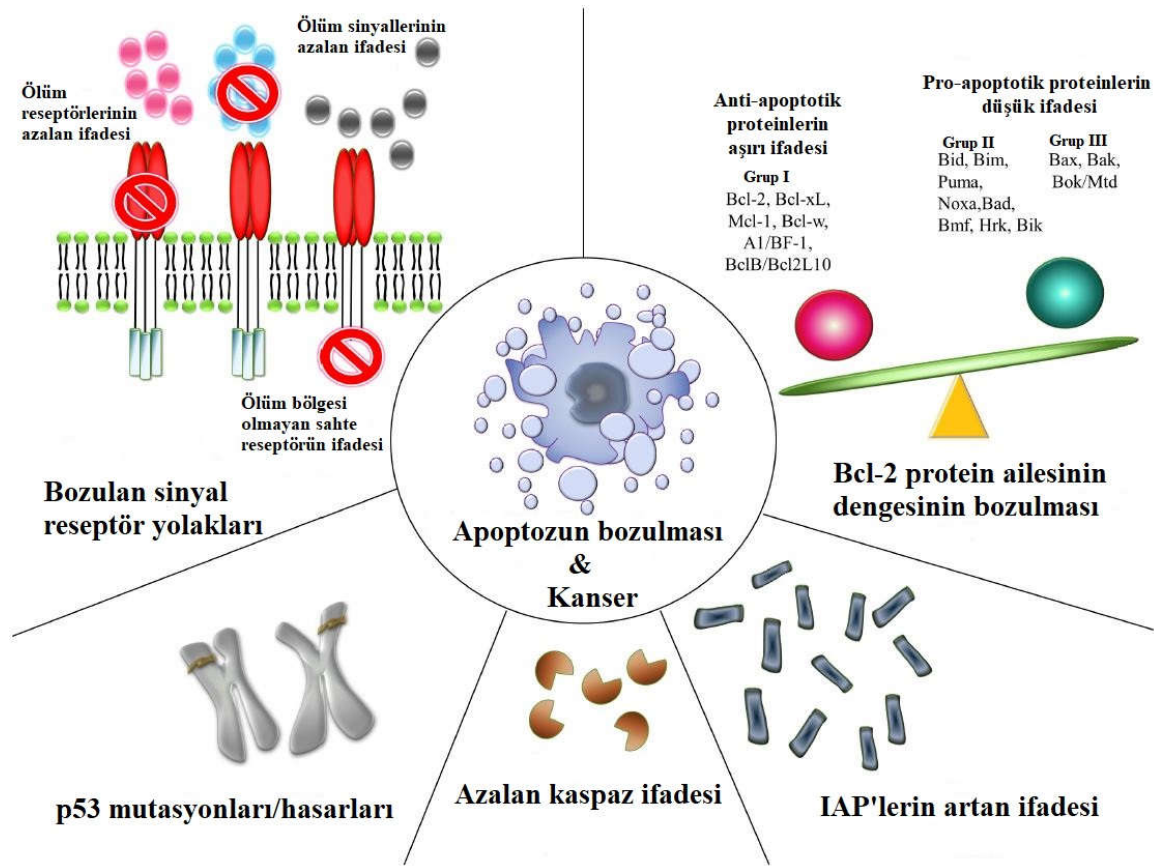 Ölüm sinyallerinin
azalan ifadesi
Ölüm
reseptörlerinin
azalan ifadesi
Ölüm bölgesi
olmayan sahte
reseptörün ifadesi
Bozulan sinyal
reseptör yolakları
Anti-apoptotik
proteinlerin
aşırı ifadesi
Grup I
Bcl-2, Bcl-xL,
Mcl-1, Bcl-w,
A1/BF-1,
BclB/Bcl2L10
Pro-apoptotik proteinlerin
düşük ifadesi
Grup II
Bid, Bim,
Puma,
Noxa,Bad,
Bmf, Hrk, Bik
Grup III
Bax, Bak,
Bok/Mtd
Bcl-2 protein ailesinin
dengesinin bozulması
Apoptozun bozulması
&
Kanser
p53 mutasyonları/hasarları
Azalan kaspaz ifadesi
IAP'lerin artan ifadesi